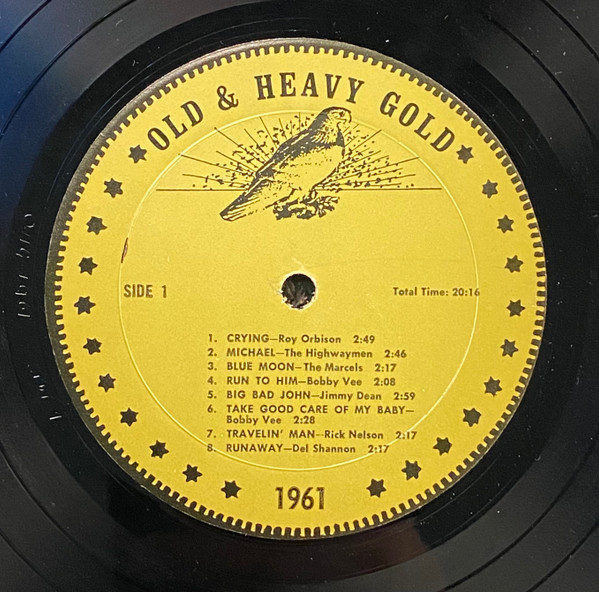 OLD & HEAVY GOLD
SIDE 1
Total Time: 20:16
1. CRYING—Roy Orbison 2:49
2. MICHAEL—The Highwaymen 2:46
3. BLUE MOON—The Marcels 2:17
4. RUN TO HIM—Bobby Vee 2:08
5. BIG BAD JOHN—Jimmy Dean 2:59
6. TAKE GOOD CARE OF MY BABY—
Bobby Vee 2:28
7. TRAVELIN' MAN—Rick Nelson 2:17
8. RUNAWAY—Del Shannon 2:17
1961